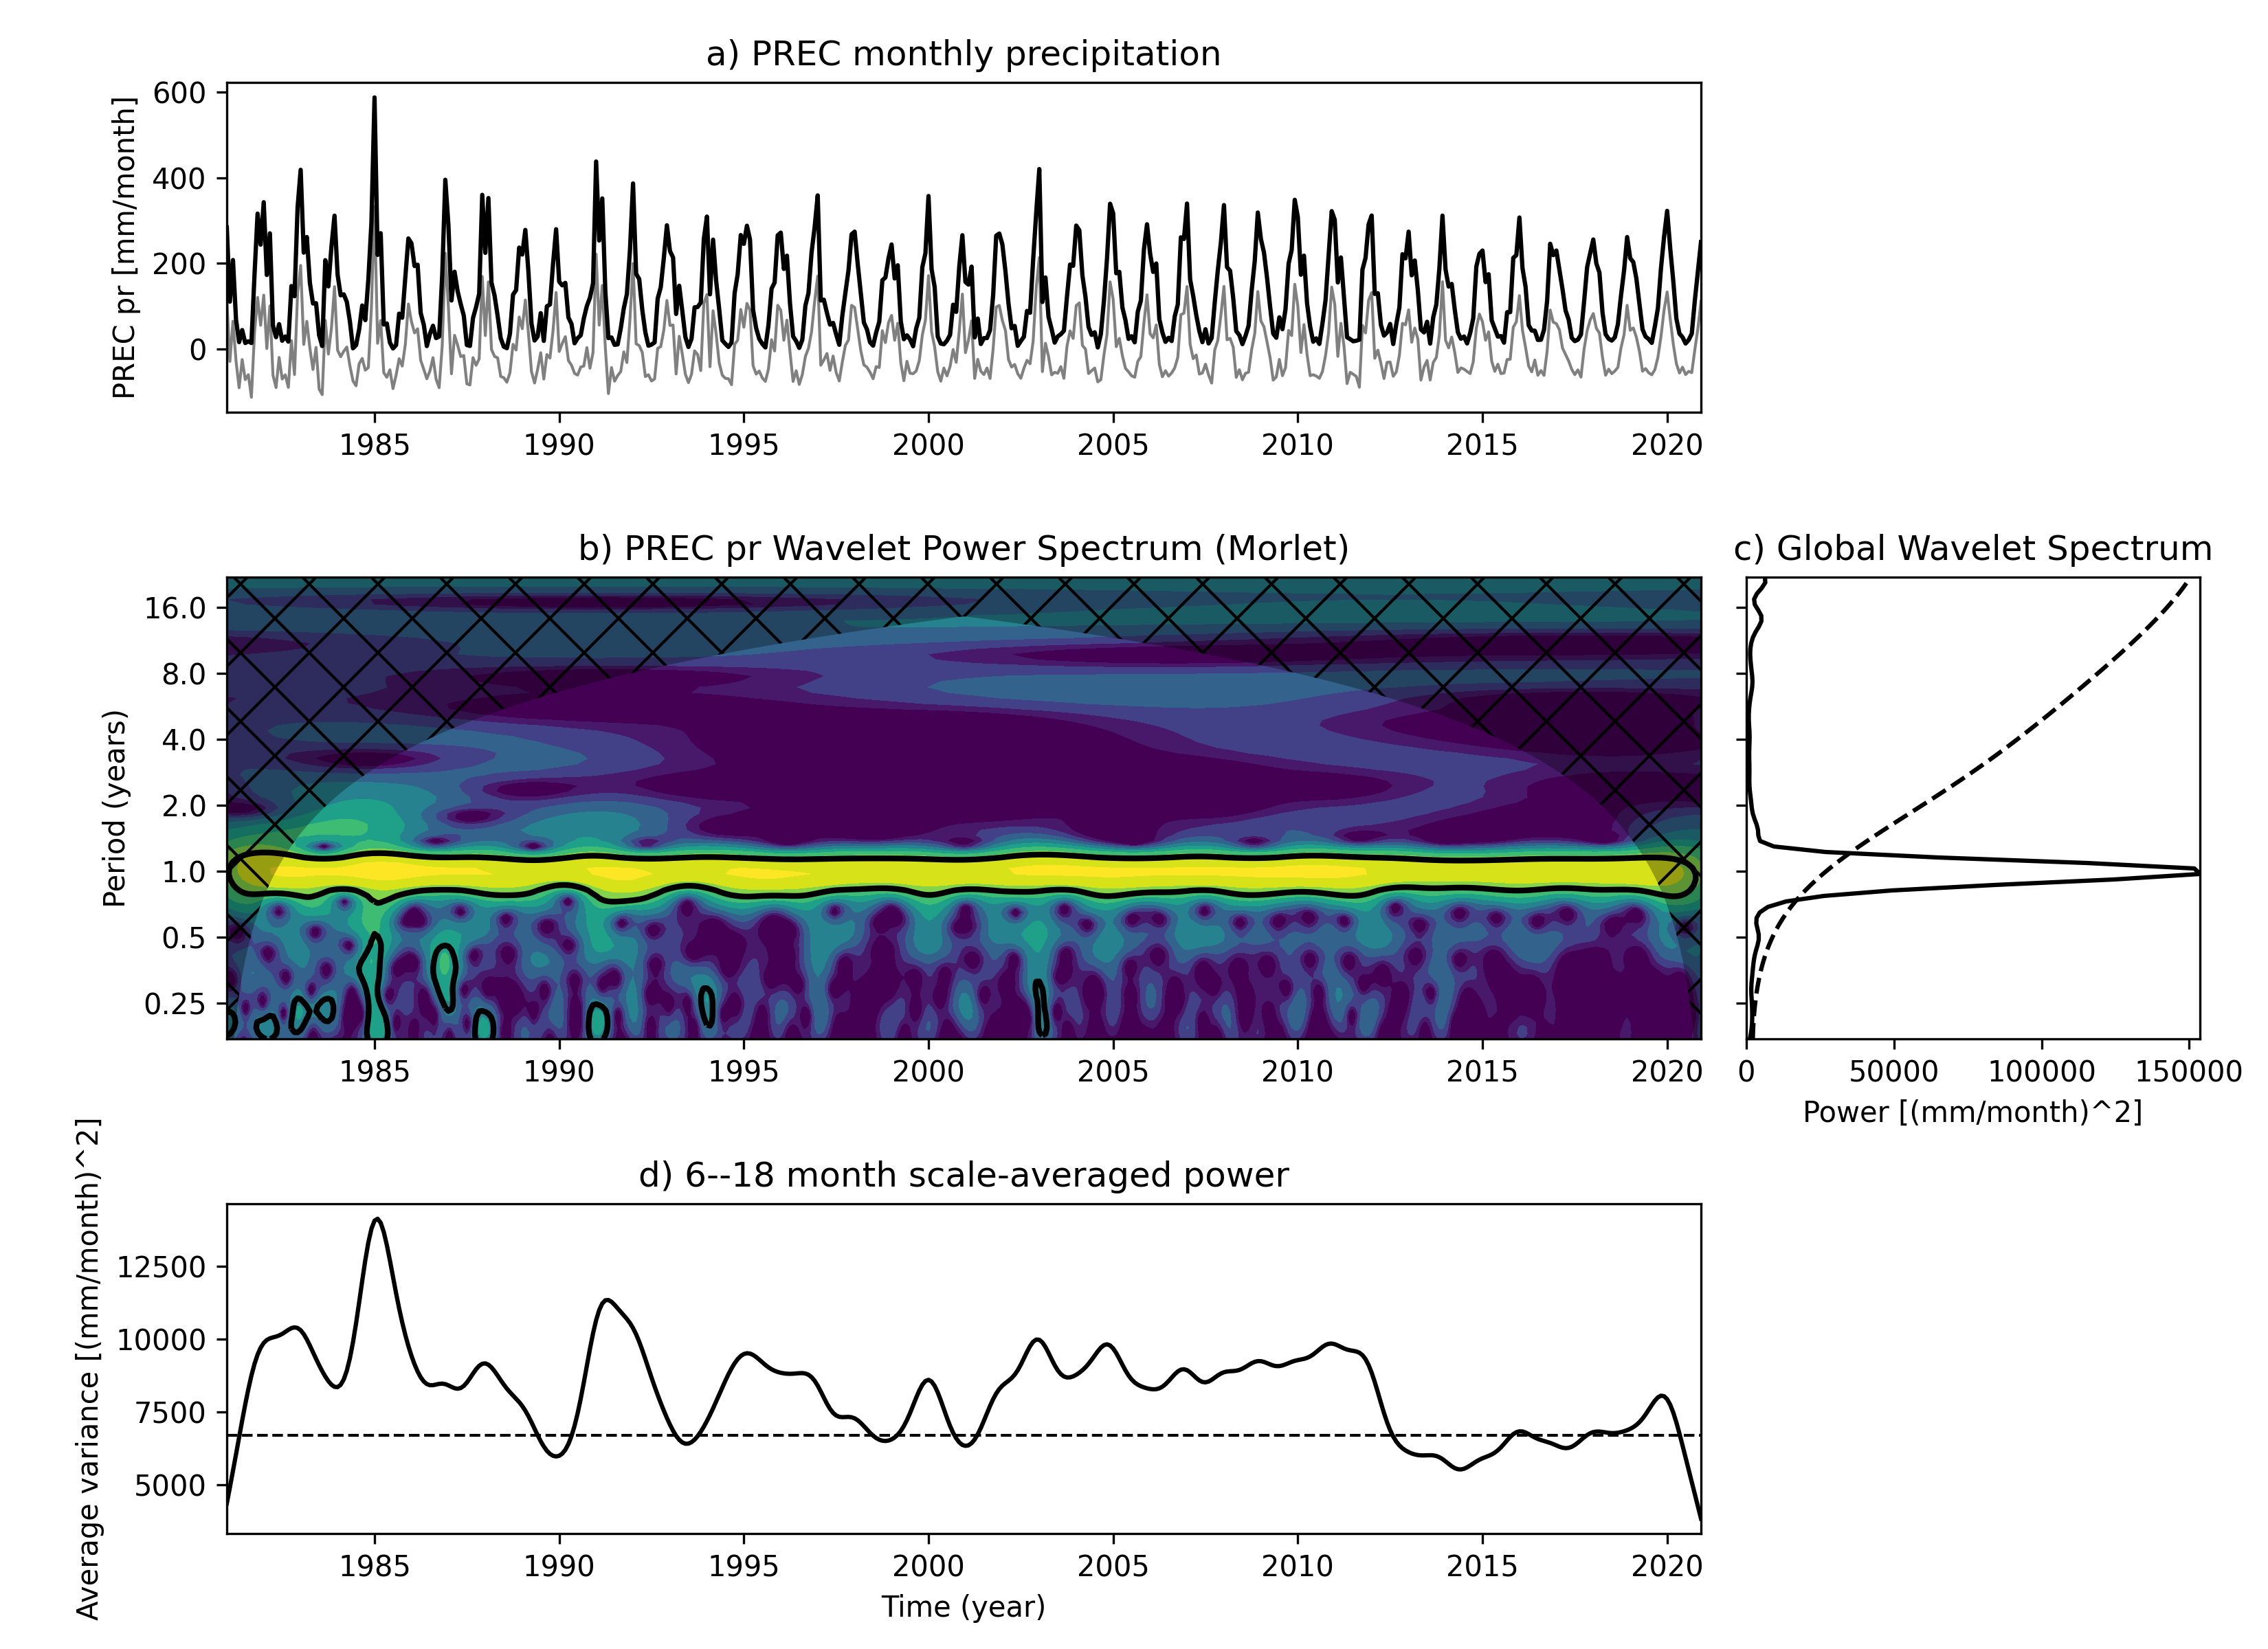 a) PREC monthly precipitation
PREC pr [mm/month]
600
400
200
0
1985 1990 1995 2000 2005 2010 2015 2020
b) PREC pr Wavelet Power Spectrum (Morlet)
Period (years)
16.0
8.0
4.0
2.0
1.0
0.5
0.25
1985 1990 1995 2000 2005 2010 2015 2020
c) Global Wavelet Spectrum
0 50000 100000 150000
Power [(mm/month)^2]
d) 6--18 month scale-averaged power
Average variance [(mm/month)^2]
12500
10000
7500
5000
1985 1990 1995 2000 2005 2010 2015 2020
Time (year)